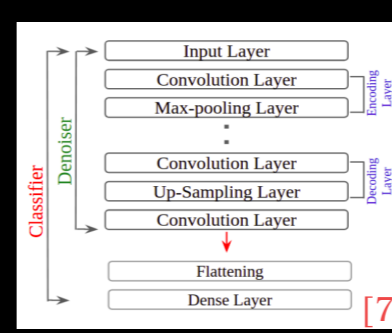 Input Layer
Convolution Layer
Max-pooling Layer
Encoding
Layer
Convolution Layer
Up-Sampling Layer
Convolution Layer
Decoding
Layer
Denoiser
Classifier
Flattening
Dense Layer
[7